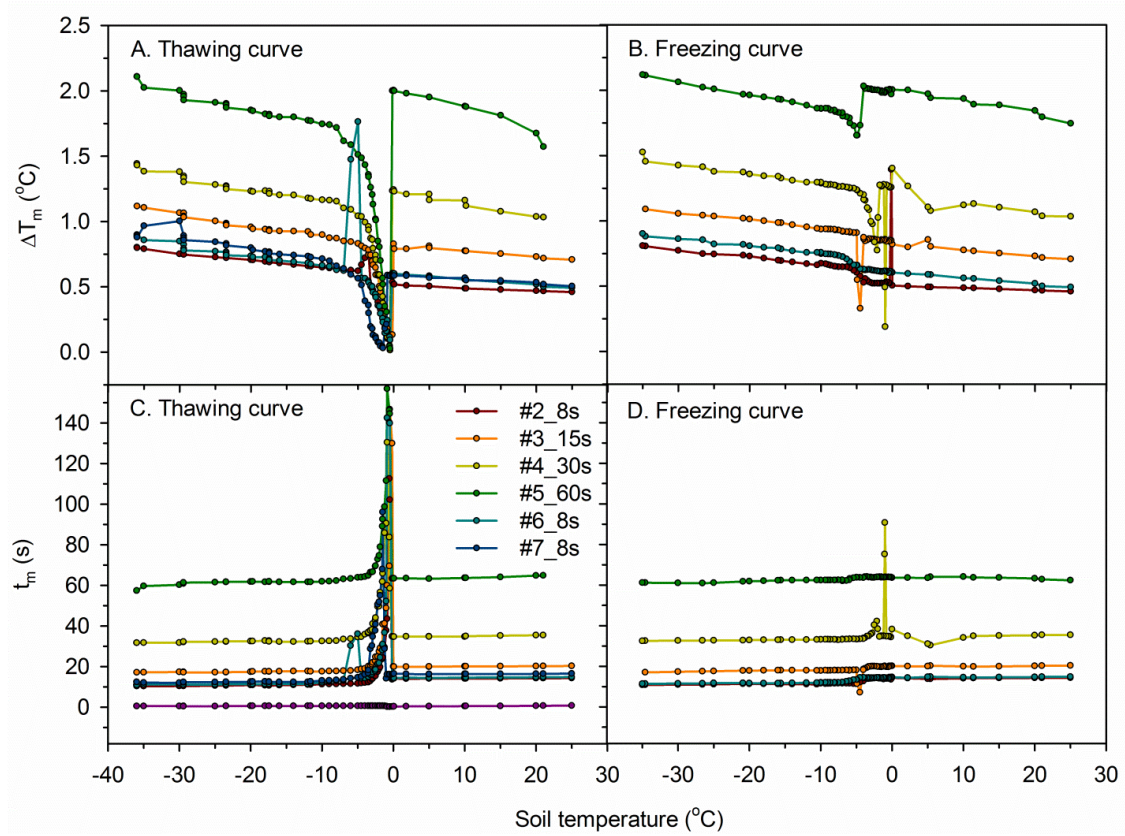 A. Thawing curve
B. Freezing curve
2.5
2.0
1.5
1.0
0.5
0.0
ΔTm (oC)
C. Thawing curve
D. Freezing curve
#2_8s
#3_15s
#4_30s
#5_60s
#6_8s
#7_8s
140
120
100
80
60
40
20
0
tm (s)
-40 -30 -20 -10 0 10 20 30 -30 -20 -10 0 10 20 30
Soil temperature (oC)